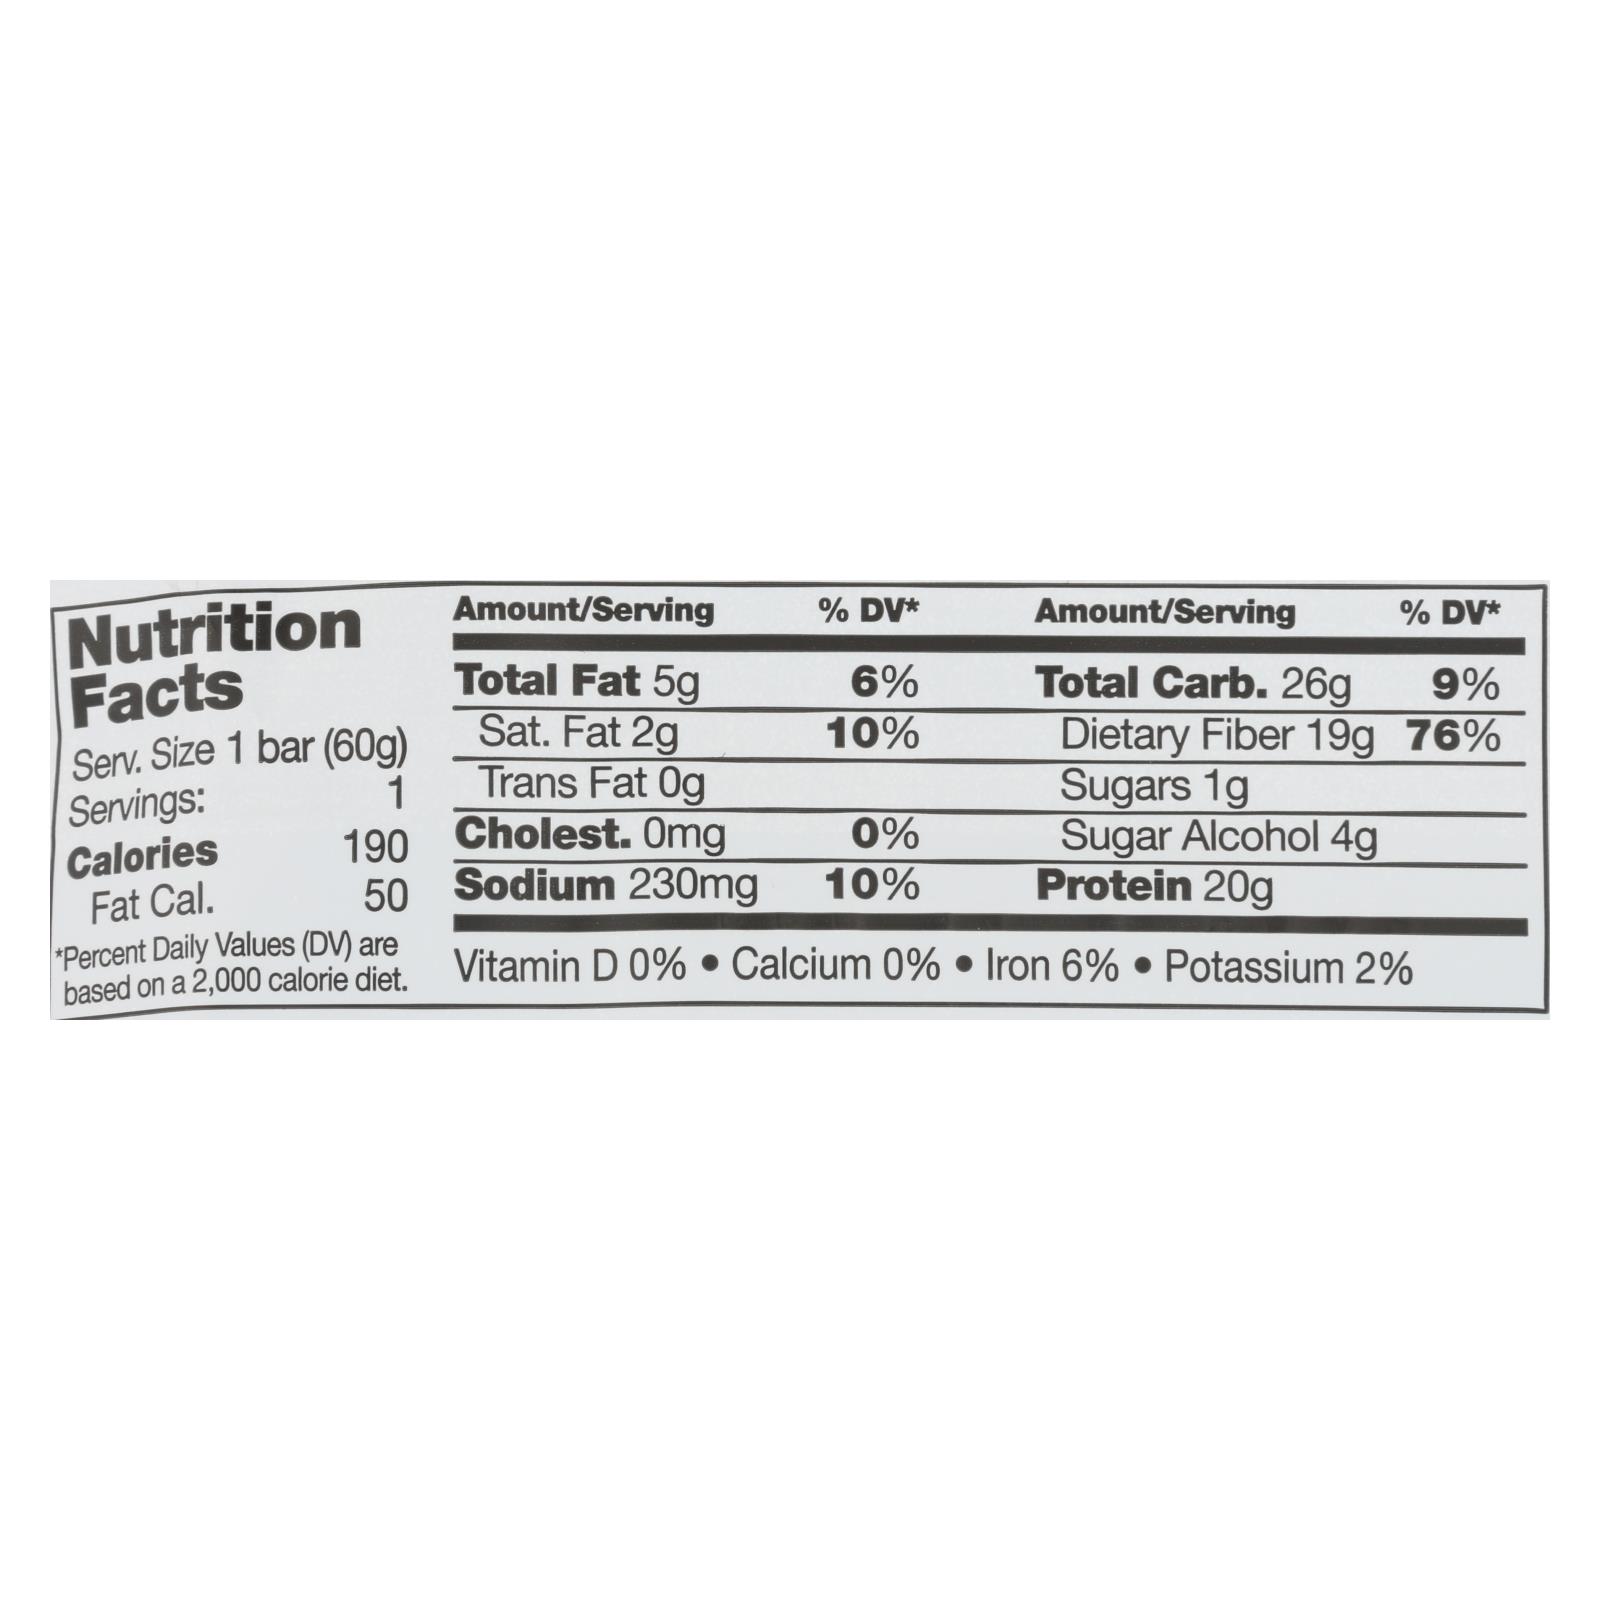 Nutrition
Facts
Serv. Size 1 bar (60g)
Servings: 1
Calories 190
Fat Cal. 50
*Percent Daily Values (DV) are
based on a 2,000 calorie diet.
Amount/Serving % DV*
Total Fat 5g 6%
Sat. Fat 2g 10%
Trans Fat 0g
Cholest. 0mg 0%
Sodium 230mg 10%
Amount/Serving % DV*
Total Carb. 26g 9%
Dietary Fiber 19g 76%
Sugars 1g
Sugar Alcohol 4g
Protein 20g
Vitamin D 0% • Calcium 0% • Iron 6% • Potassium 2%